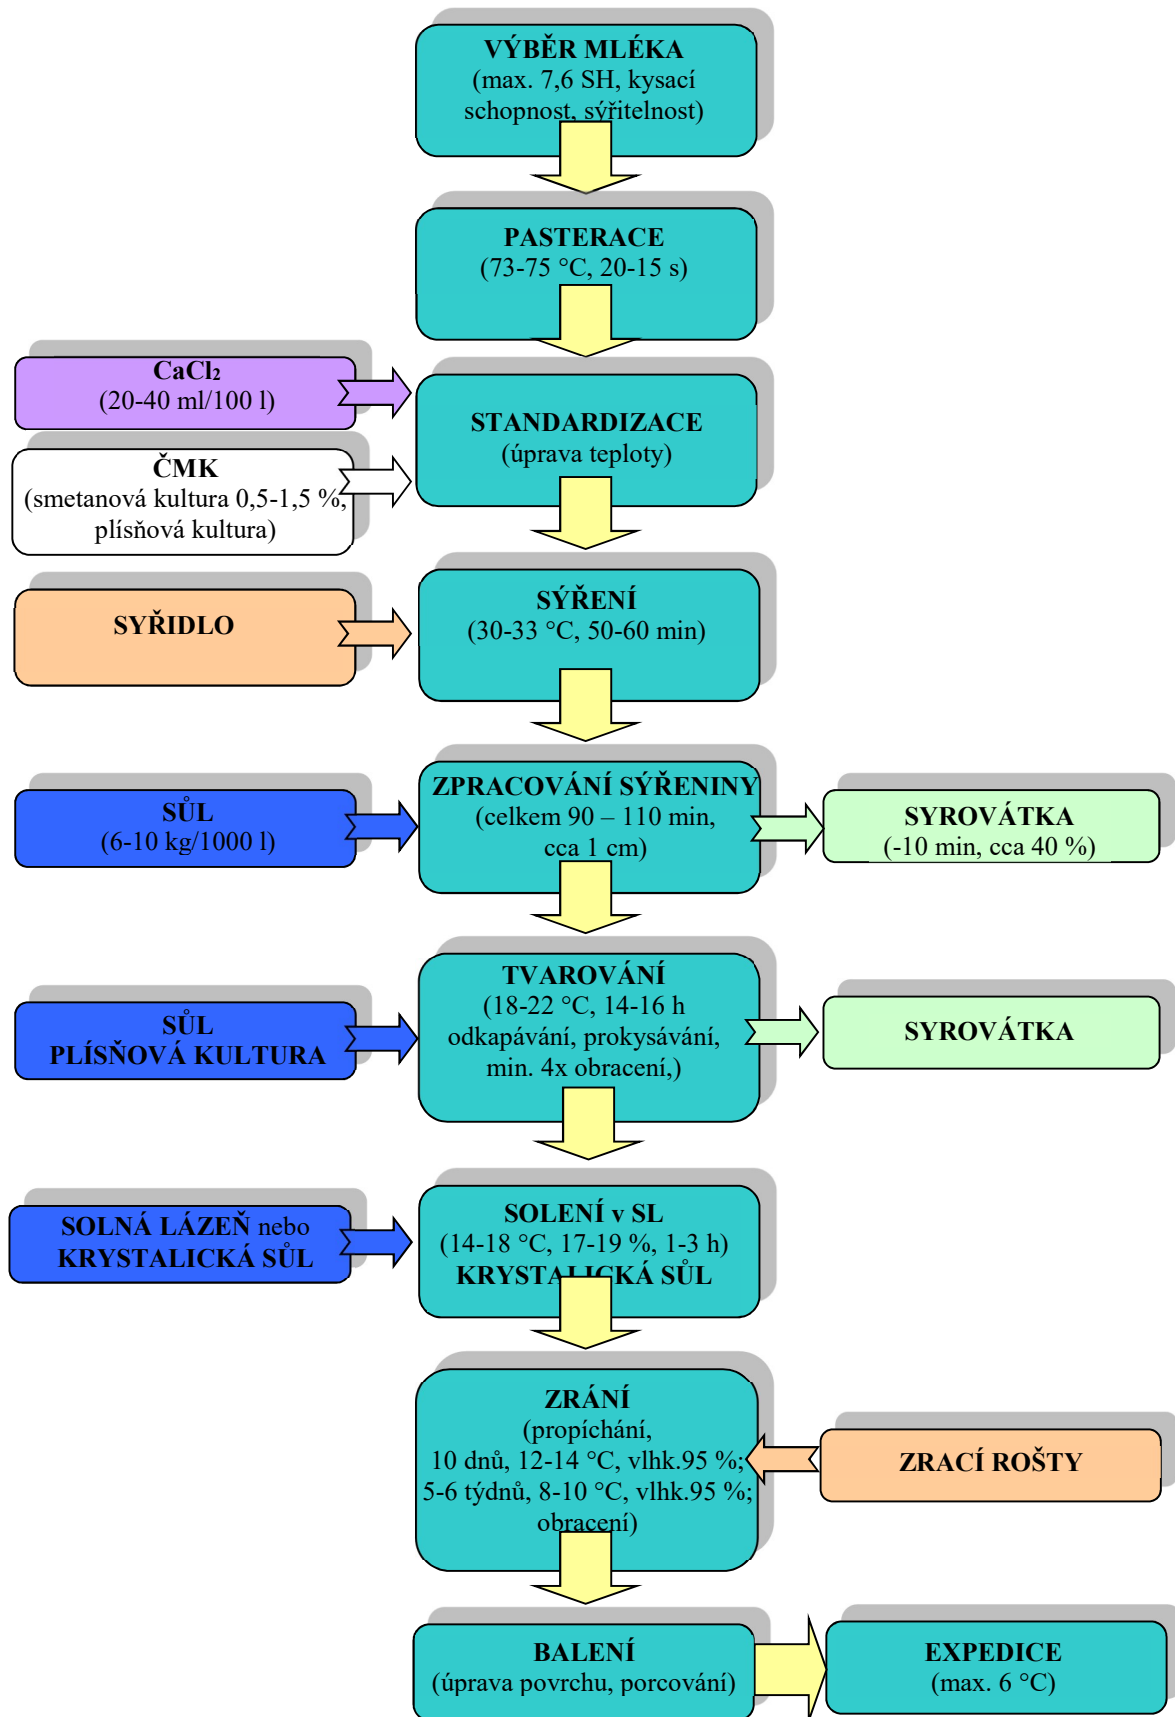 VÝBĚR MLÉKA
(max. 7,6 SH, kysací
schopnost, sýřitelnost)
PASTERACE
(73-75 °C, 20-15 s)
CaCl₂
(20-40 ml/100 l)
STANDARDIZACE
(úprava teploty)
ČMK
(smetanová kultura 0,5-1,5 %,
plísňová kultura)
SYŘIDLO
SÝŘENÍ
(30-33 °C, 50-60 min)
SŮL
(6-10 kg/1000 l)
ZPRACOVÁNÍ SÝŘENINY
(celkem 90 – 110 min,
cca 1 cm)
SYROVÁTKA
(-10 min, cca 40 %)
SŮL
PLÍSŇOVÁ KULTURA
TVAROVÁNÍ
(18-22 °C, 14-16 h
odkapávání, prokysávání,
min. 4x obracení,)
SYROVÁTKA
SOLNÁ LÁZEŇ nebo
KRYSTALICKÁ SŮL
SOLENÍ v SL
(14-18 °C, 17-19 %, 1-3 h)
KRYSTALICKÁ SŮL
ZRÁNÍ
(propíchání,
10 dnů, 12-14 °C, vlhk.95 %;
5-6 týdnů, 8-10 °C, vlhk.95 %;
obracení)
ZRACÍ ROŠTY
BALENÍ
(úprava povrchu, porcování)
EXPEDICE
(max. 6 °C)